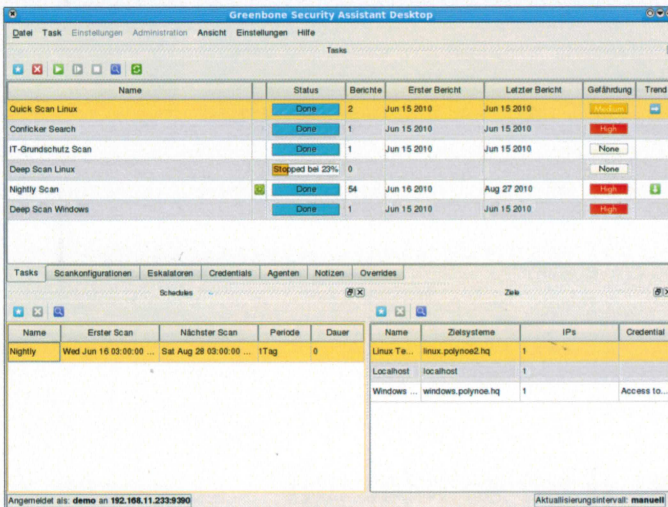 Greenbone Security Assistant Desktop
Datei Task Einstellungen Administration Ansicht Einstellungen Hilfe
Tasks
Name Status Berichte Erster Bericht Letzter Bericht Gefährdung Trend
Quick Scan Linux Done 2 Jun 15 2010 Jun 15 2010 Medium
Conficker Search Done 1 Jun 15 2010 Jun 15 2010 High
IT-Grundschutz Scan Done 1 Jun 15 2010 Jun 15 2010 None
Deep Scan Linux Stopped bei 23% 0 None
Nightly Scan Done 54 Jun 16 2010 Aug 27 2010 High
Deep Scan Windows Done 1 Jun 15 2010 Jun 15 2010 High
Tasks Scankonfigurationen Eskalatoren Credentials Agenten Notizen Overrides
Schedules
Name Erster Scan Nächster Scan Periode Dauer
Nightly Wed Jun 16 03:00:00 ... Sat Aug 28 03:00:00 ... 1Tag 0
Ziele
Name Zielsysteme IPs Credential
Linux Te... linux.polynoe2.hq 1
Localhost localhost 1
Windows ... windows.polynoe.hq 1 Access to...
Angemeldet als: demo an 192.168.11.233:9390
Aktuallisierungsintervall: manuell